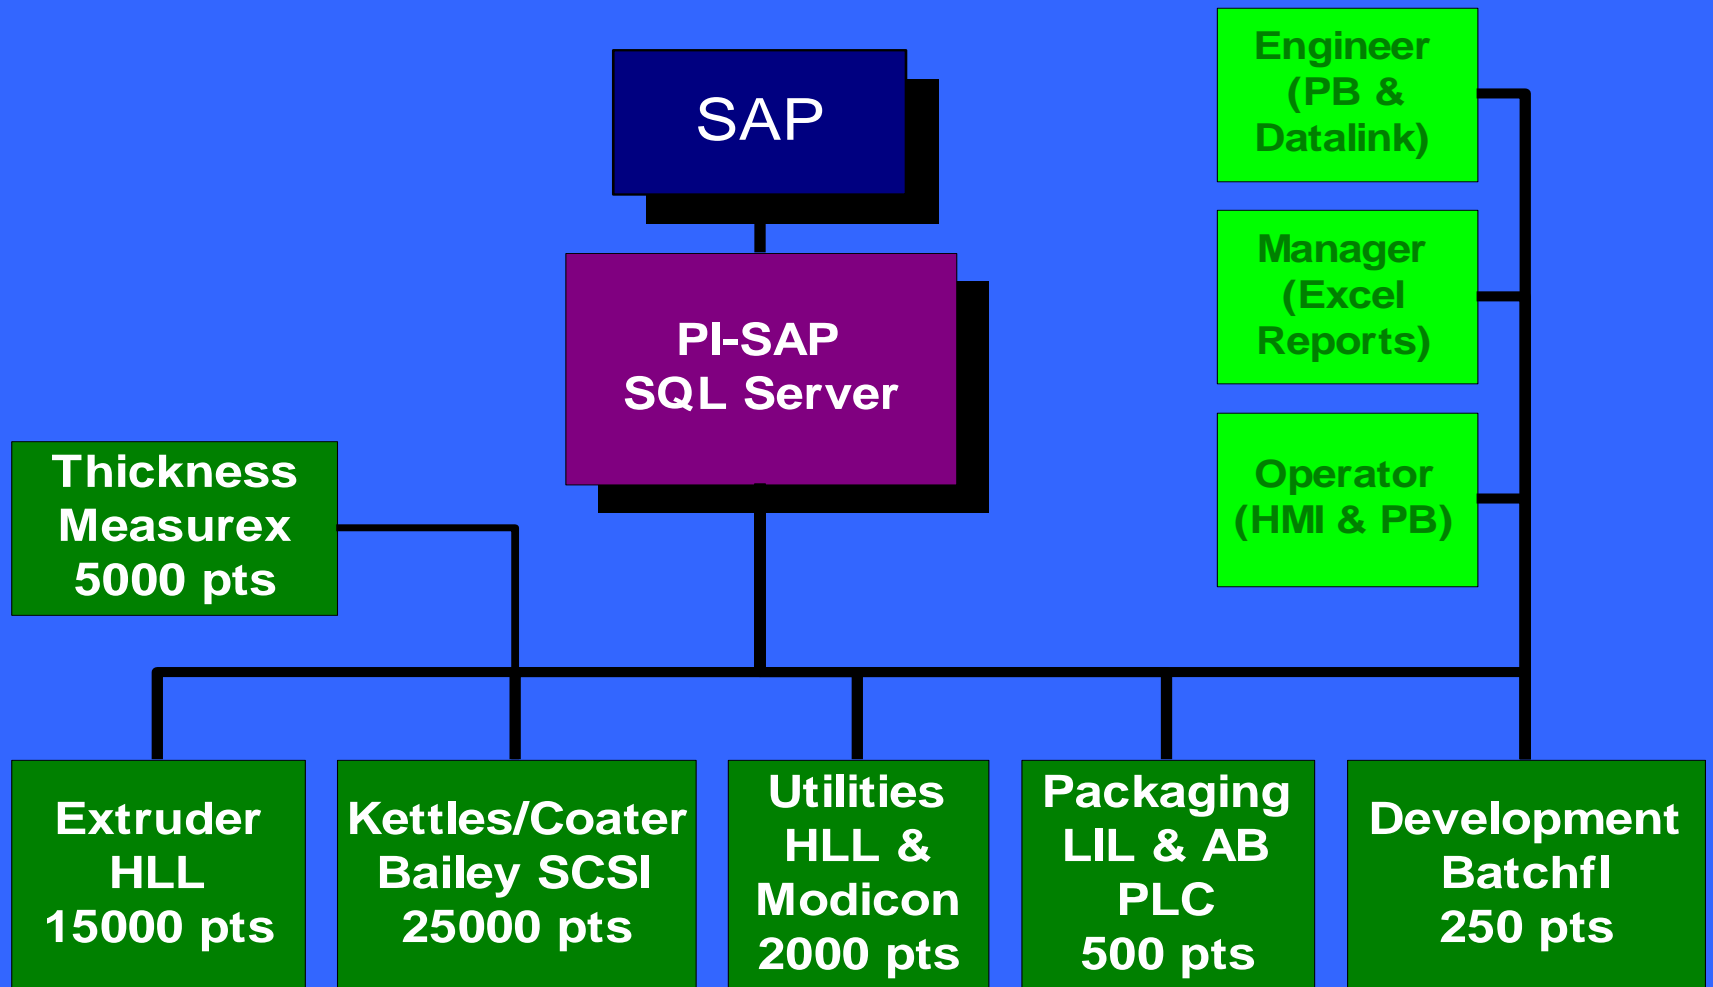 SAP
PI-SAP
SQL Server
Engineer
(PB &
Datalink)
Manager
(Excel
Reports)
Operator
(HMI & PB)
Thickness
Measurex
5000 pts
Extruder
HLL
15000 pts
Kettles/Coater
Bailey SCSI
25000 pts
Utilities
HLL &
Modicon
2000 pts
Packaging
LIL & AB
PLC
500 pts
Development
Batchfl
250 pts